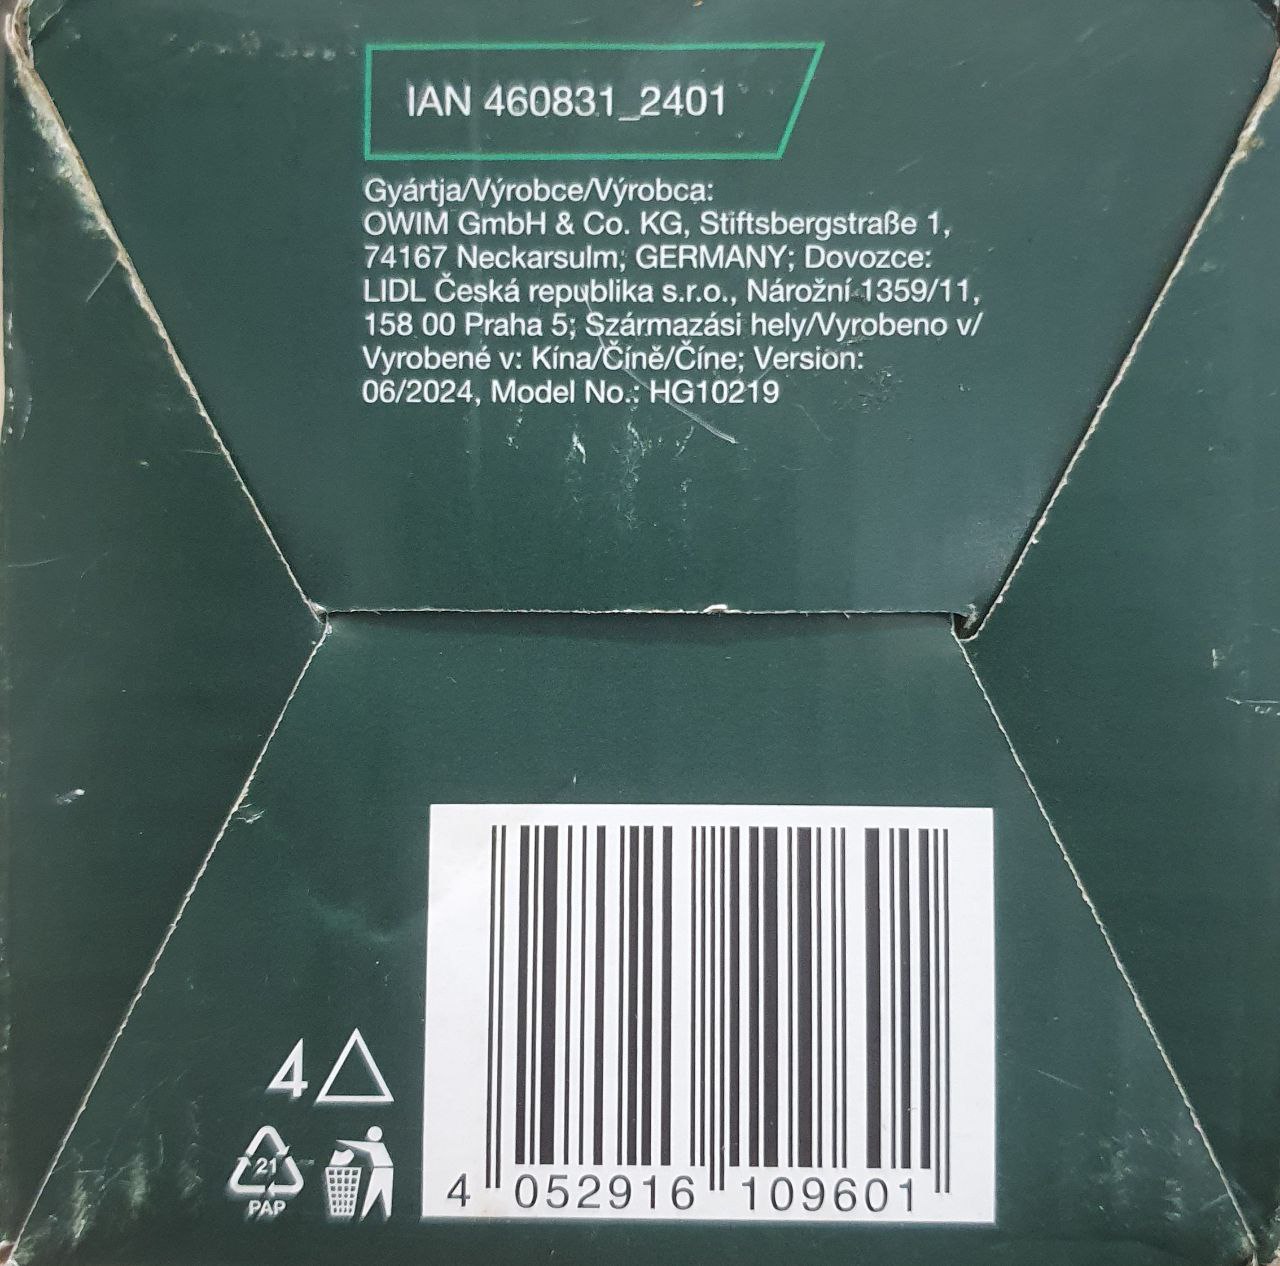 IAN 460831_2401
Gyártja/Výrobce/Výrobca:
OWIM GmbH & Co. KG, Stiftsbergstraße 1,
74167 Neckarsulm, GERMANY; Dovozce:
LIDL Česká republika s.r.o., Nárožní 1359/11,
158 00 Praha 5; Származási hely/Vyrobeno v/
Vyrobené v: Kína/Číně/Číne; Version:
06/2024, Model No.: HG10219
4
21
PAP
4 052916 109601